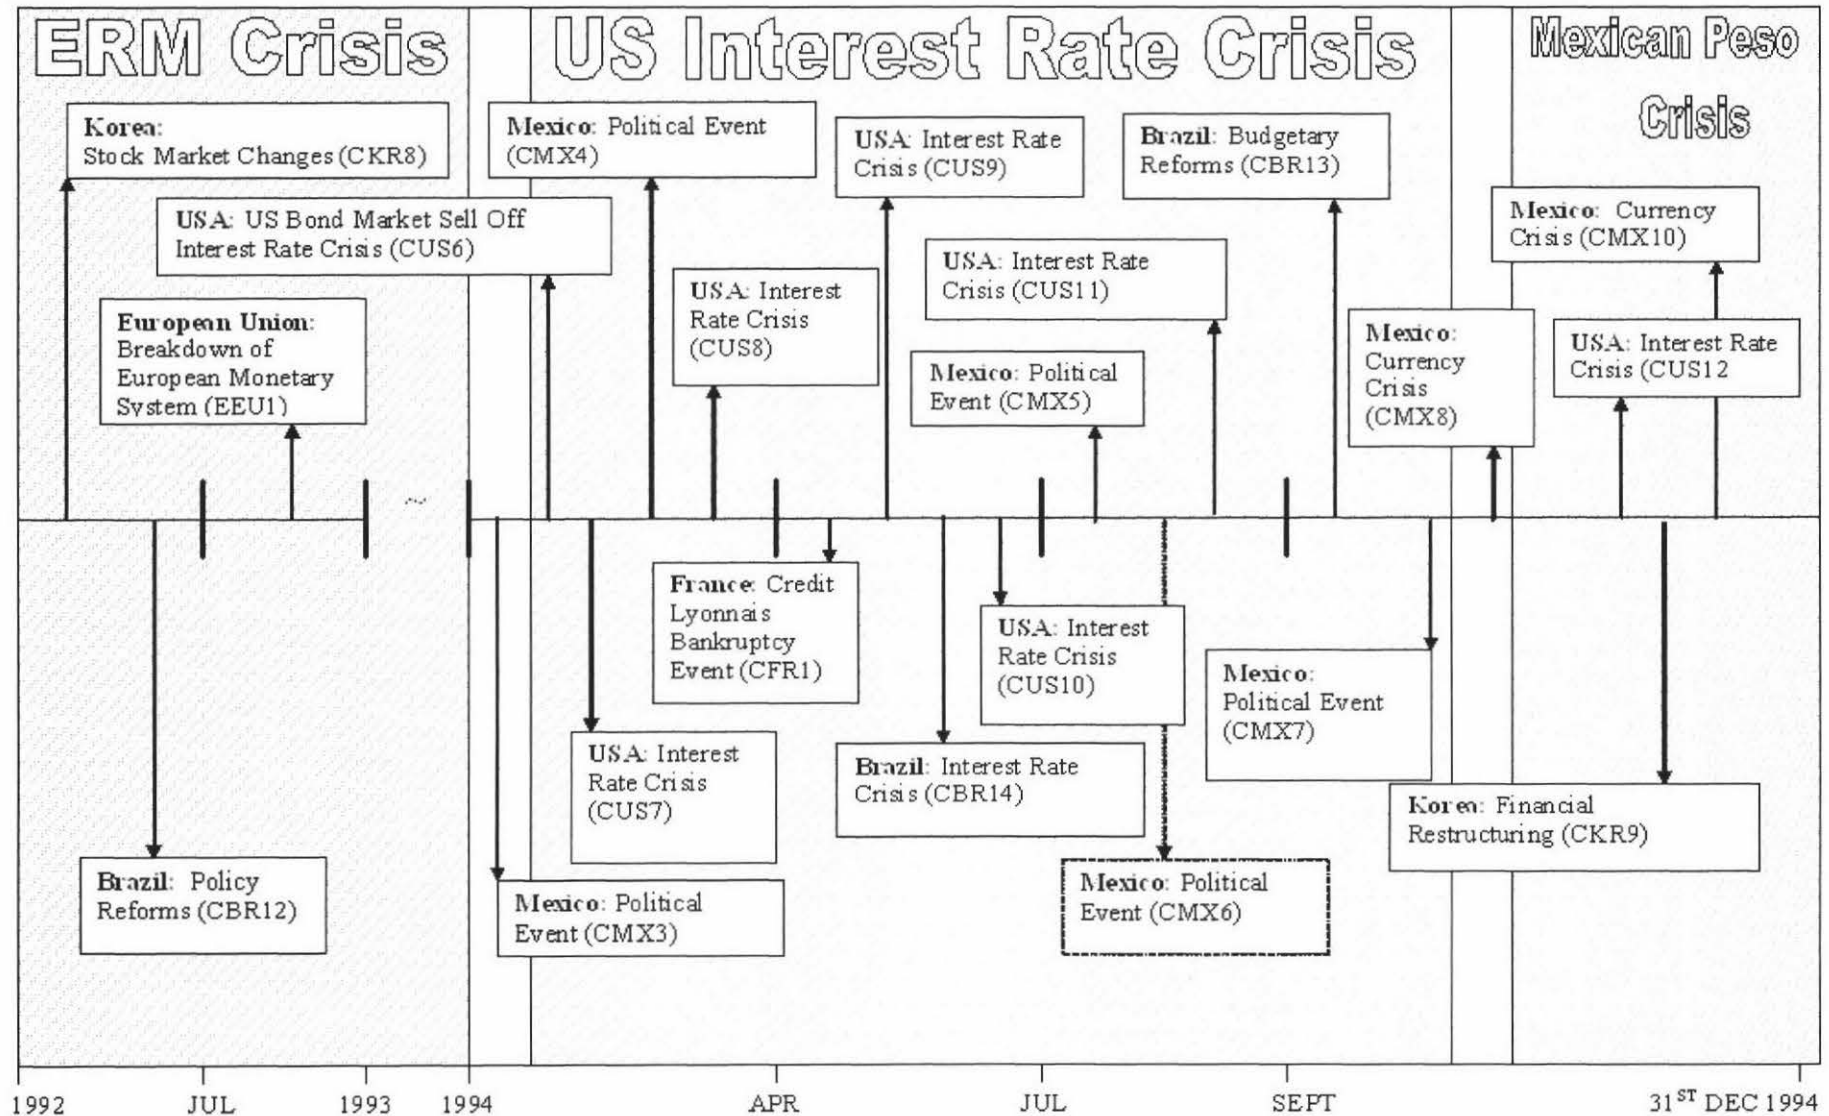 ERM Crisis
US Interest Rate Crisis
Mexican Peso
Crisis
Korea:
Stock Market Changes (CKR8)
Mexico: Political Event
(CMX4)
USA: Interest Rate
Crisis (CUS9)
Brazil: Budgetary
Reforms (CBR13)
USA: US Bond Market Sell Off
Interest Rate Crisis (CUS6)
Mexico: Currency
Crisis (CMX10)
USA: Interest Rate
Crisis (CUS11)
USA: Interest
Rate Crisis
(CUS8)
European Union:
Breakdown of
European Monetary
System (EEU1)
Mexico: Political
Event (CMX5)
Mexico:
Currency
Crisis
(CMX8)
USA: Interest Rate
Crisis (CUS12
~
France: Credit
Lyonnais
Bankruptcy
Event (CFR1)
USA: Interest
Rate Crisis
(CUS10)
Mexico:
Political Event
(CMX7)
USA: Interest
Rate Crisis
(CUS7)
Brazil: Interest Rate
Crisis (CBR14)
Korea: Financial
Restructuring (CKR9)
Brazil: Policy
Reforms (CBR12)
Mexico: Political
Event (CMX3)
Mexico: Political
Event (CMX6)
1992 JUL 1993 1994 APR JUL SEPT 31ST DEC 1994